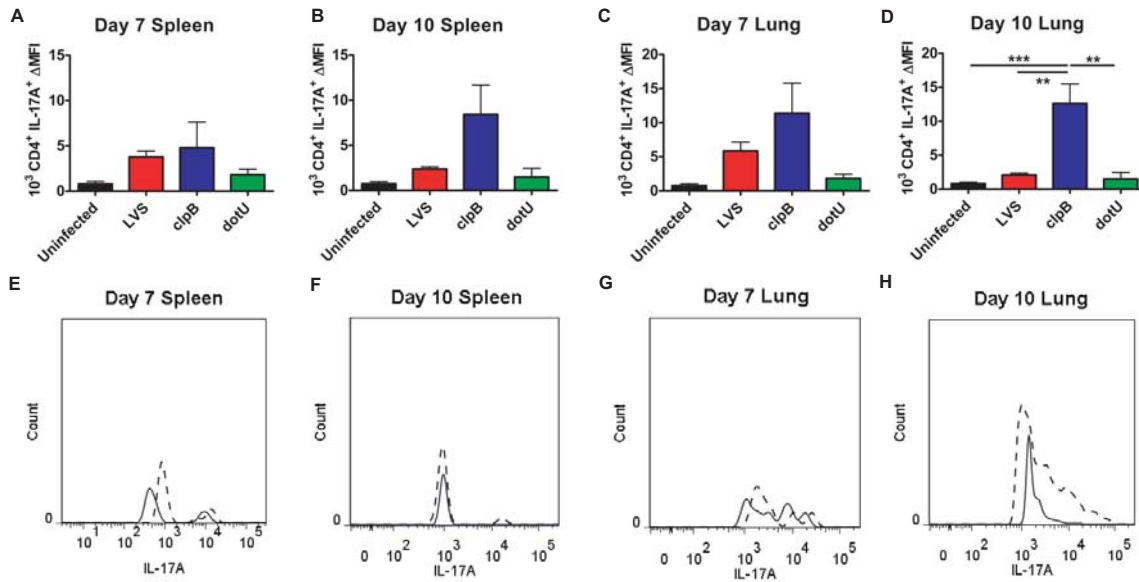 A
Day 7 Spleen
10³ CD4⁺ IL-17A⁺ ΔMFI
15
10
5
0
Uninfected
LVS
clpB
dotU
B
Day 10 Spleen
10³ CD4⁺ IL-17A⁺ ΔMFI
15
10
5
0
Uninfected
LVS
clpB
dotU
C
Day 7 Lung
10³ CD4⁺ IL-17A⁺ ΔMFI
20
15
10
5
0
Uninfected
LVS
clpB
dotU
D
Day 10 Lung
10³ CD4⁺ IL-17A⁺ ΔMFI
20
15
10
5
0
*** **
**
Uninfected
LVS
clpB
dotU
E
Day 7 Spleen
Count
0
10¹ 10² 10³ 10⁴ 10⁵
IL-17A
F
Day 10 Spleen
Count
0
0 10² 10³ 10⁴ 10⁵
IL-17A
G
Day 7 Lung
Count
0
0 10² 10³ 10⁴ 10⁵
IL-17A
H
Day 10 Lung
Count
0
0 10² 10³ 10⁴ 10⁵
IL-17A